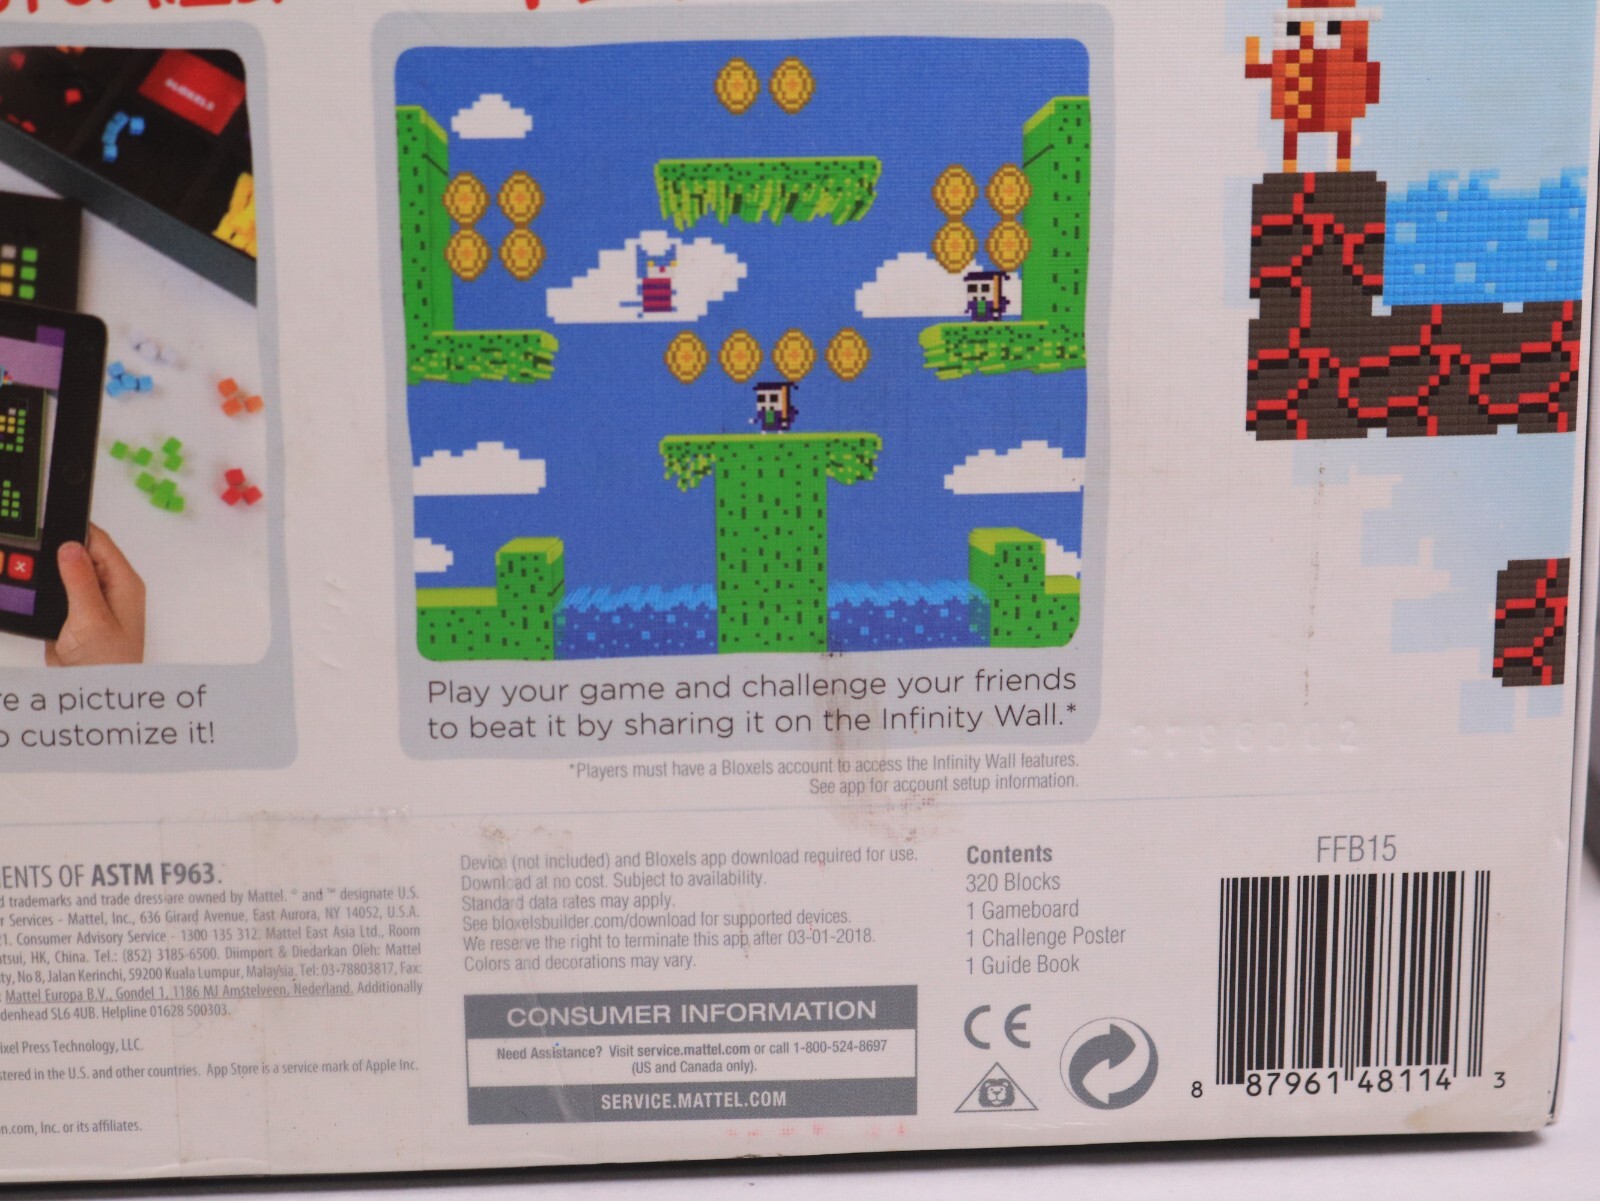 BLOXELS
re a picture of
o customize it!
Play your game and challenge your friends
to beat it by sharing it on the Infinity Wall.*
*Players must have a Bloxels account to access the Infinity Wall features.
See app for account setup information.
ENTS OF ASTM F963.
d trademarks and trade dress are owned by Mattel. ® and ™ designate U.S.
r Services - Mattel, Inc., 636 Girard Avenue, East Aurora, NY 14052, U.S.A.
21. Consumer Advisory Service - 1300 135 312. Mattel East Asia Ltd., Room
atsui, HK, China. Tel.: (852) 3185-6500. Diimport & Diedarkan Oleh: Mattel
ty, No 8, Jalan Kerinchi, 59200 Kuala Lumpur, Malaysia. Tel: 03-78803817, Fax:
: Mattel Europa B.V., Gondel 1, 1186 MJ Amstelveen, Nederland. Additionally
denhead SL6 4UB. Helpline 01628 500303.
ixel Press Technology, LLC.
stered in the U.S. and other countries. App Store is a service mark of Apple Inc.
n.com, Inc. or its affiliates.
Device (not included) and Bloxels app download required for use.
Download at no cost. Subject to availability.
Standard data rates may apply.
See bloxelsbuilder.com/download for supported devices.
We reserve the right to terminate this app after 03-01-2018.
Colors and decorations may vary.
CONSUMER INFORMATION
Need Assistance? Visit service.mattel.com or call 1-800-524-8697
(US and Canada only).
SERVICE.MATTEL.COM
Contents
320 Blocks
1 Gameboard
1 Challenge Poster
1 Guide Book
CE
FFB15
8 87961 48114 3